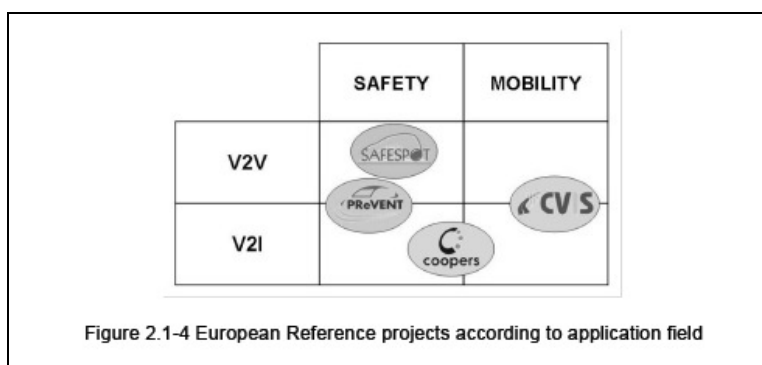 SAFETY MOBILITY
V2V
SAFESPOT
PReVENT
CVIS
V2I
coopers
Figure 2.1-4 European Reference projects according to application field